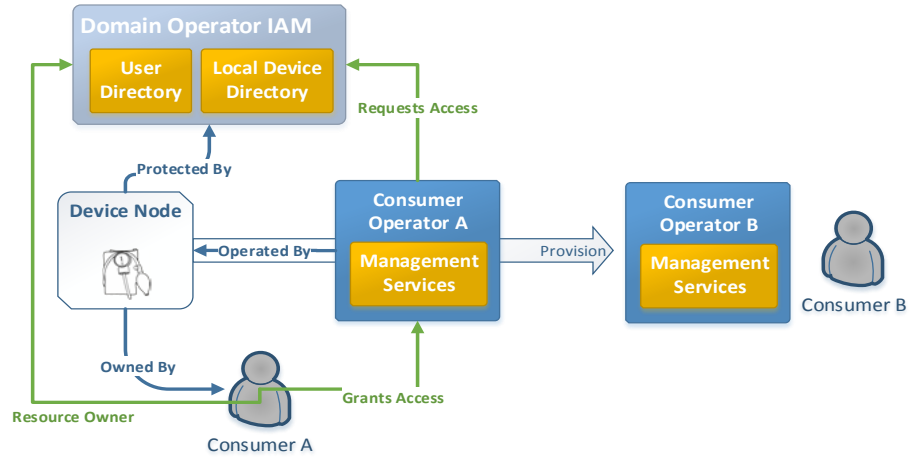 Domain Operator IAM
User
Directory
Local Device
Directory
Requests Access
Protected By
Device Node
Consumer
Operator A
Consumer
Operator B
Operated By
Provision
Management
Services
Management
Services
Consumer B
Owned By
Grants Access
Resource Owner
Consumer A